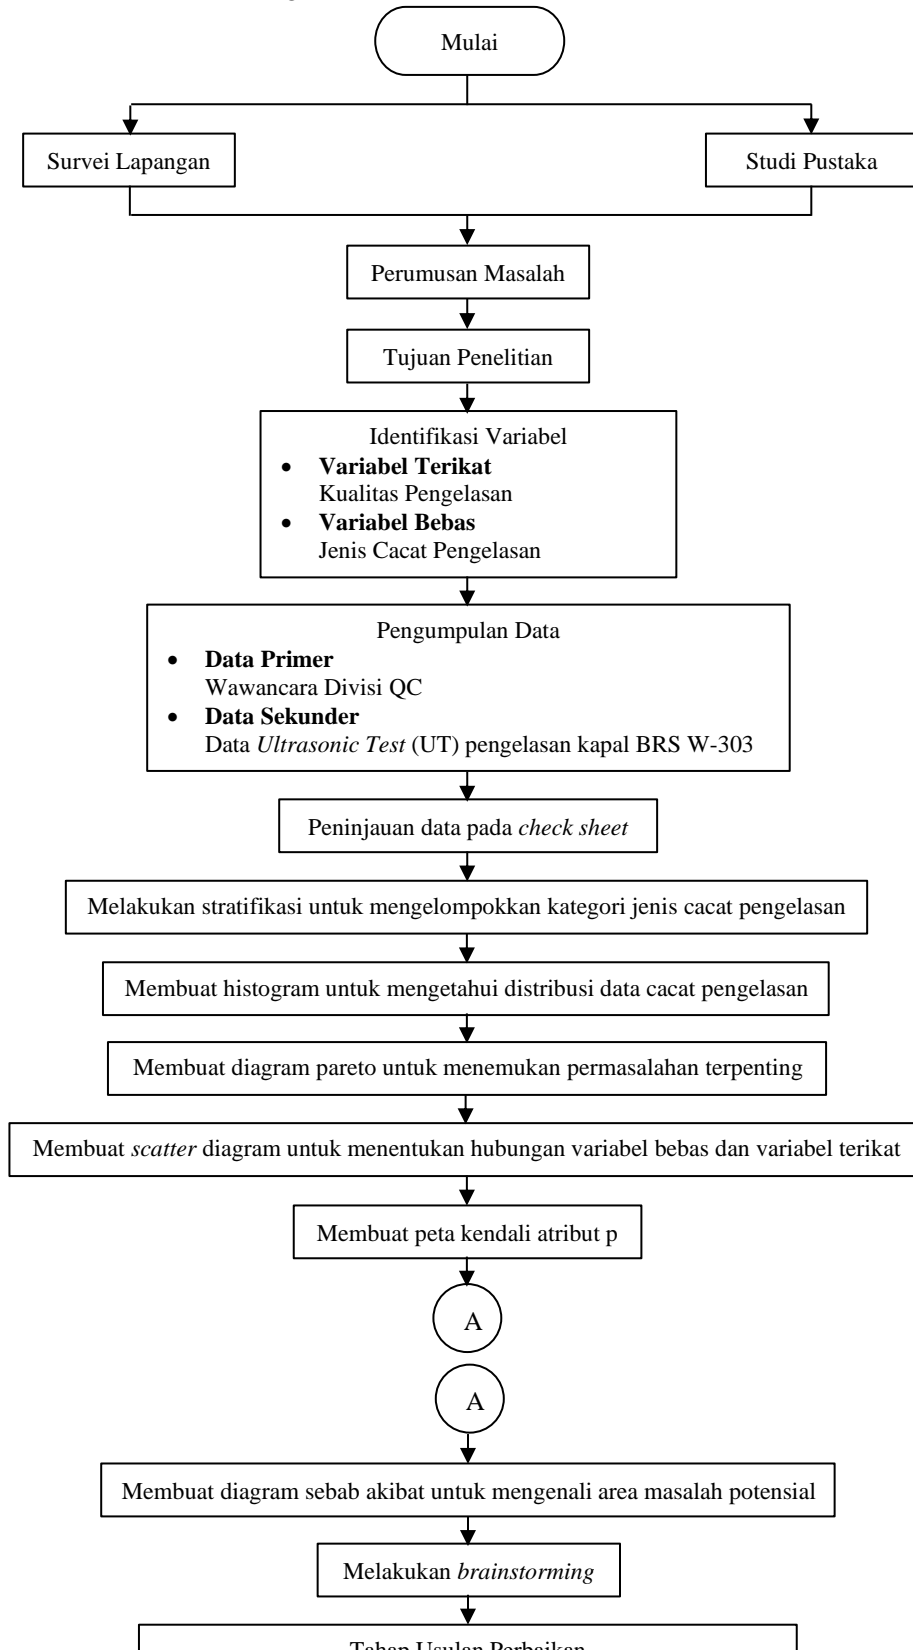 Mulai
Survei Lapangan
Studi Pustaka
Perumusan Masalah
Tujuan Penelitian
Identifikasi Variabel
• Variabel Terikat
Kualitas Pengelasan
• Variabel Bebas
Jenis Cacat Pengelasan
Pengumpulan Data
• Data Primer
Wawancara Divisi QC
• Data Sekunder
Data Ultrasonic Test (UT) pengelasan kapal BRS W-303
Peninjauan data pada check sheet
Melakukan stratifikasi untuk mengelompokkan kategori jenis cacat pengelasan
Membuat histogram untuk mengetahui distribusi data cacat pengelasan
Membuat diagram pareto untuk menemukan permasalahan terpenting
Membuat scatter diagram untuk menentukan hubungan variabel bebas dan variabel terikat
Membuat peta kendali atribut p
A
A
Membuat diagram sebab akibat untuk mengenali area masalah potensial
Melakukan brainstorming
Tahap Usulan Perbaikan